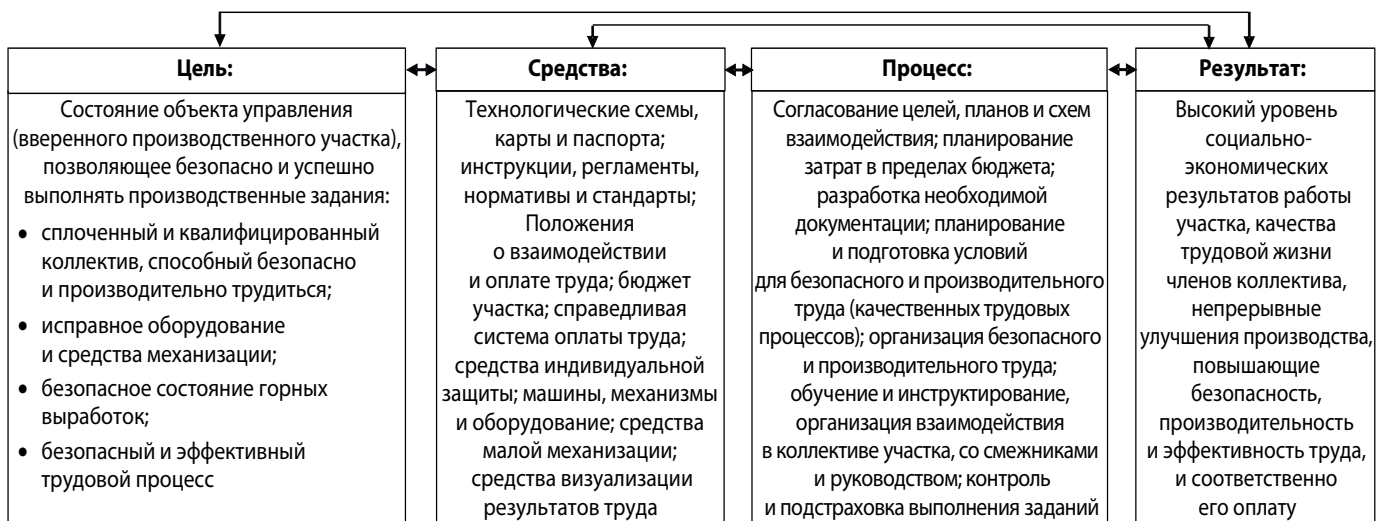 Цель:
Состояние объекта управления
(вверенного производственного участка),
позволяющее безопасно и успешно
выполнять производственные задания:
• сплоченный и квалифицированный
коллектив, способный безопасно
и производительно трудиться;
• исправное оборудование
и средства механизации;
• безопасное состояние горных
выработок;
• безопасный и эффективный
трудовой процесс
Средства:
Технологические схемы,
карты и паспорта;
инструкции, регламенты,
нормативы и стандарты;
Положения
о взаимодействии
и оплате труда; бюджет
участка; справедливая
система оплаты труда;
средства индивидуальной
защиты; машины, механизмы
и оборудование; средства
малой механизации;
средства визуализации
результатов труда
Процесс:
Согласование целей, планов и схем
взаимодействия; планирование
затрат в пределах бюджета;
разработка необходимой
документации; планирование
и подготовка условий
для безопасного и производительного
труда (качественных трудовых
процессов); организация безопасного
и производительного труда;
обучение и инструктирование,
организация взаимодействия
в коллективе участка, со смежниками
и руководством; контроль
и подстраховка выполнения заданий
Результат:
Высокий уровень
социально-
экономических
результатов работы
участка, качества
трудовой жизни
членов коллектива,
непрерывные
улучшения производства,
повышающие
безопасность,
производительность
и эффективность труда,
и соответственно
его оплату